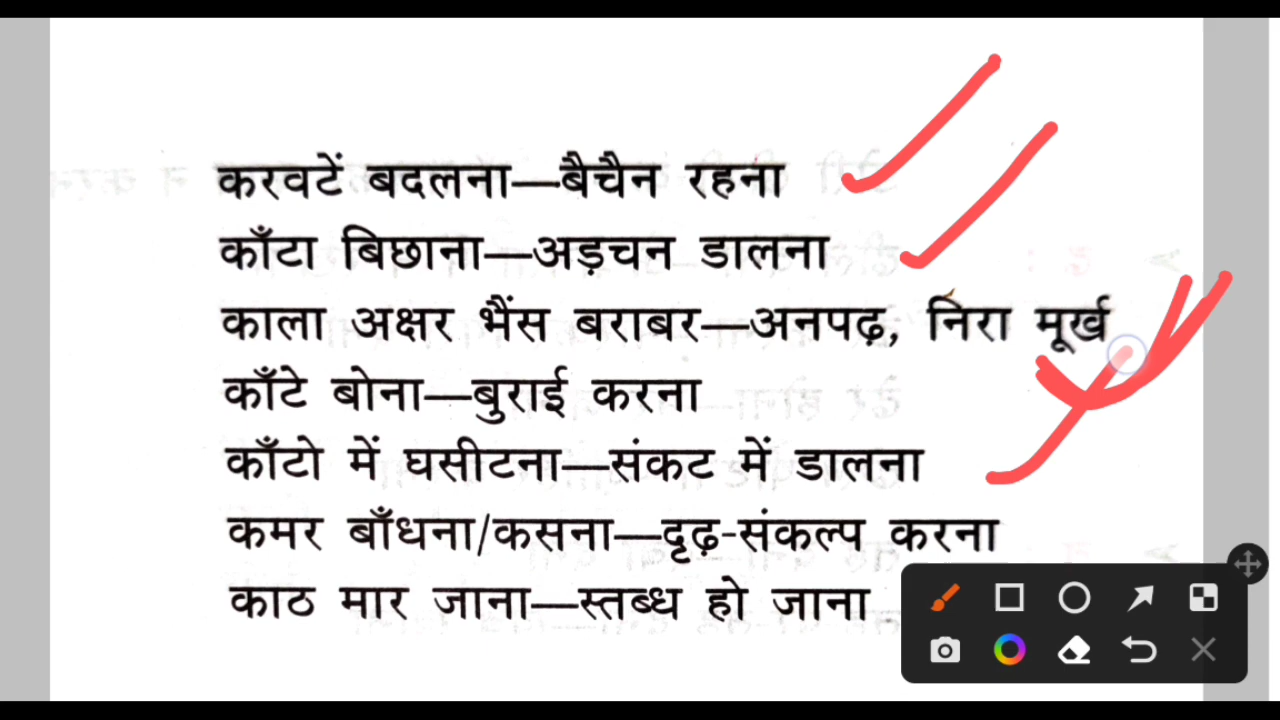 करवटें बदलना—बैचैन रहना
काँटा बिछाना—अड़चन डालना
काला अक्षर भैंस बराबर—अनपढ़, निरा मूर्ख
काँटे बोना—बुराई करना
काँटो में घसीटना—संकट में डालना
कमर बाँधना/कसना—दृढ़-संकल्प करना
काठ मार जाना—स्तब्ध हो जाना